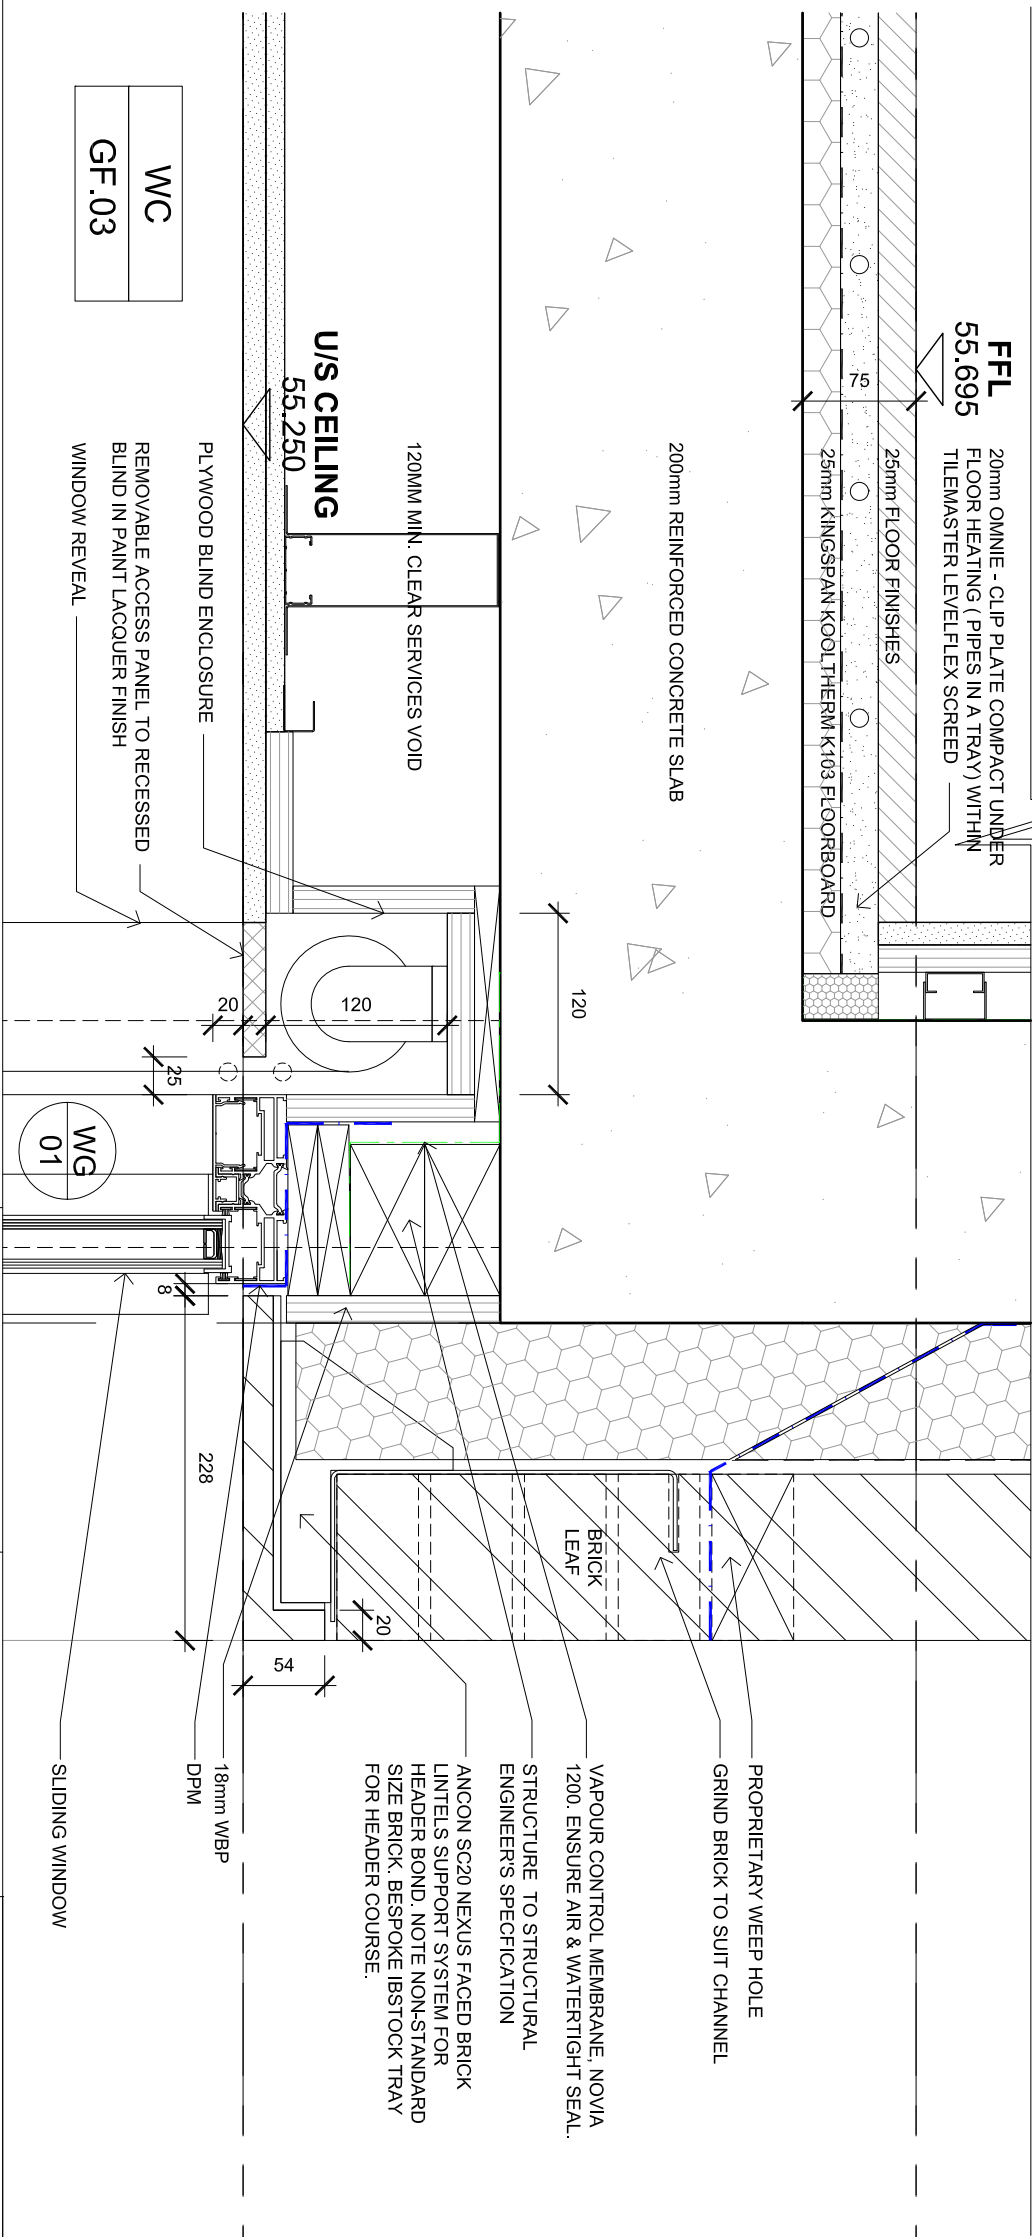 FFL
55.695
20mm OMNIE - CLIP PLATE COMPACT UNDER
FLOOR HEATING ( PIPES IN A TRAY) WITHIN
TILEMASTER LEVELFLEX SCREED
25mm FLOOR FINISHES
75
25mm KINGSPAN KOOLTHERM K103 FLOORBOARD
200mm REINFORCED CONCRETE SLAB
120MM MIN. CLEAR SERVICES VOID
U/S CEILING
55.250
PLYWOOD BLIND ENCLOSURE
REMOVABLE ACCESS PANEL TO RECESSED
BLIND IN PAINT LACQUER FINISH
WINDOW REVEAL
WC
GF.03
120
120
20
25
WG
01
8
228
BRICK
LEAF
20
54
PROPRIETARY WEEP HOLE
GRIND BRICK TO SUIT CHANNEL
VAPOUR CONTROL MEMBRANE, NOVIA
1200. ENSURE AIR & WATERTIGHT SEAL.
STRUCTURE TO STRUCTURAL
ENGINEER'S SPECFICATION
ANCON SC20 NEXUS FACED BRICK
LINTELS SUPPORT SYSTEM FOR
HEADER BOND. NOTE NON-STANDARD
SIZE BRICK. BESPOKE IBSTOCK TRAY
FOR HEADER COURSE.
18mm WBP
DPM
SLIDING WINDOW